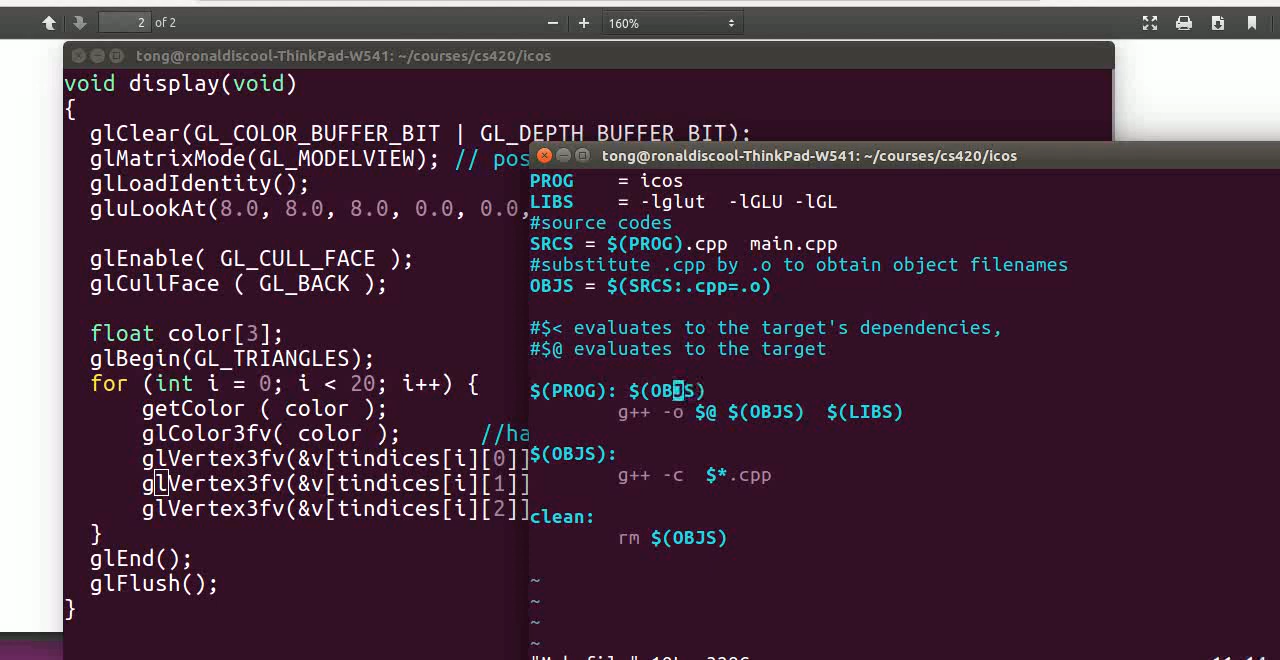 2 of 2
160%
tong@ronaldiscool-ThinkPad-W541: ~/courses/cs420/icos
void display(void)
{
glClear(GL_COLOR_BUFFER_BIT | GL_DEPTH_BUFFER_BIT);
glMatrixMode(GL_MODELVIEW); // pos
glLoadIdentity();
gluLookAt(8.0, 8.0, 8.0, 0.0, 0.0,
glEnable( GL_CULL_FACE );
glCullFace ( GL_BACK );
float color[3];
glBegin(GL_TRIANGLES);
for (int i = 0; i < 20; i++) {
getColor ( color );
glColor3fv( color ); //ha
glVertex3fv(&v[tindices[i][0]]
glVertex3fv(&v[tindices[i][1]]
glVertex3fv(&v[tindices[i][2]]
}
glEnd();
glFlush();
}
tong@ronaldiscool-ThinkPad-W541: ~/courses/cs420/icos
PROG = icos
LIBS = -lglut -lGLU -lGL
#source codes
SRCS = $(PROG).cpp main.cpp
#substitute .cpp by .o to obtain object filenames
OBJS = $(SRCS:.cpp=.o)
#$< evaluates to the target's dependencies,
#$@ evaluates to the target
$(PROG): $(OBJS)
g++ -o $@ $(OBJS) $(LIBS)
$(OBJS):
g++ -c $*.cpp
clean:
rm $(OBJS)
~
~
~
~